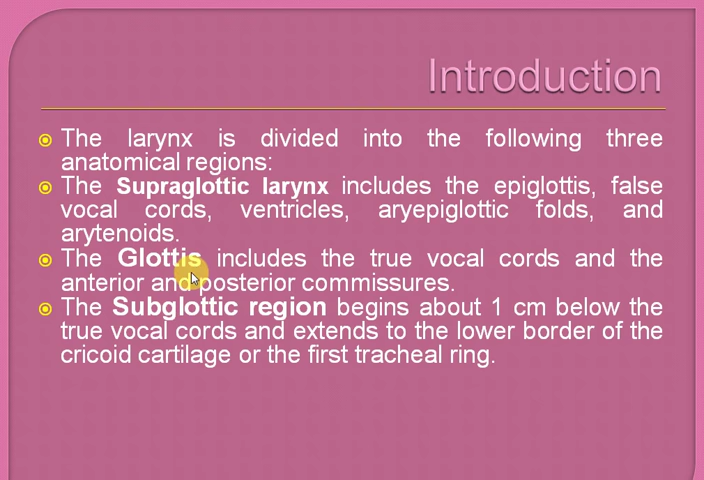 Introduction
The larynx is divided into the following three
anatomical regions:
The Supraglottic larynx includes the epiglottis, false
vocal cords, ventricles, aryepiglottic folds, and
arytenoids.
The Glottis includes the true vocal cords and the
anterior and posterior commissures.
The Subglottic region begins about 1 cm below the
true vocal cords and extends to the lower border of the
cricoid cartilage or the first tracheal ring.